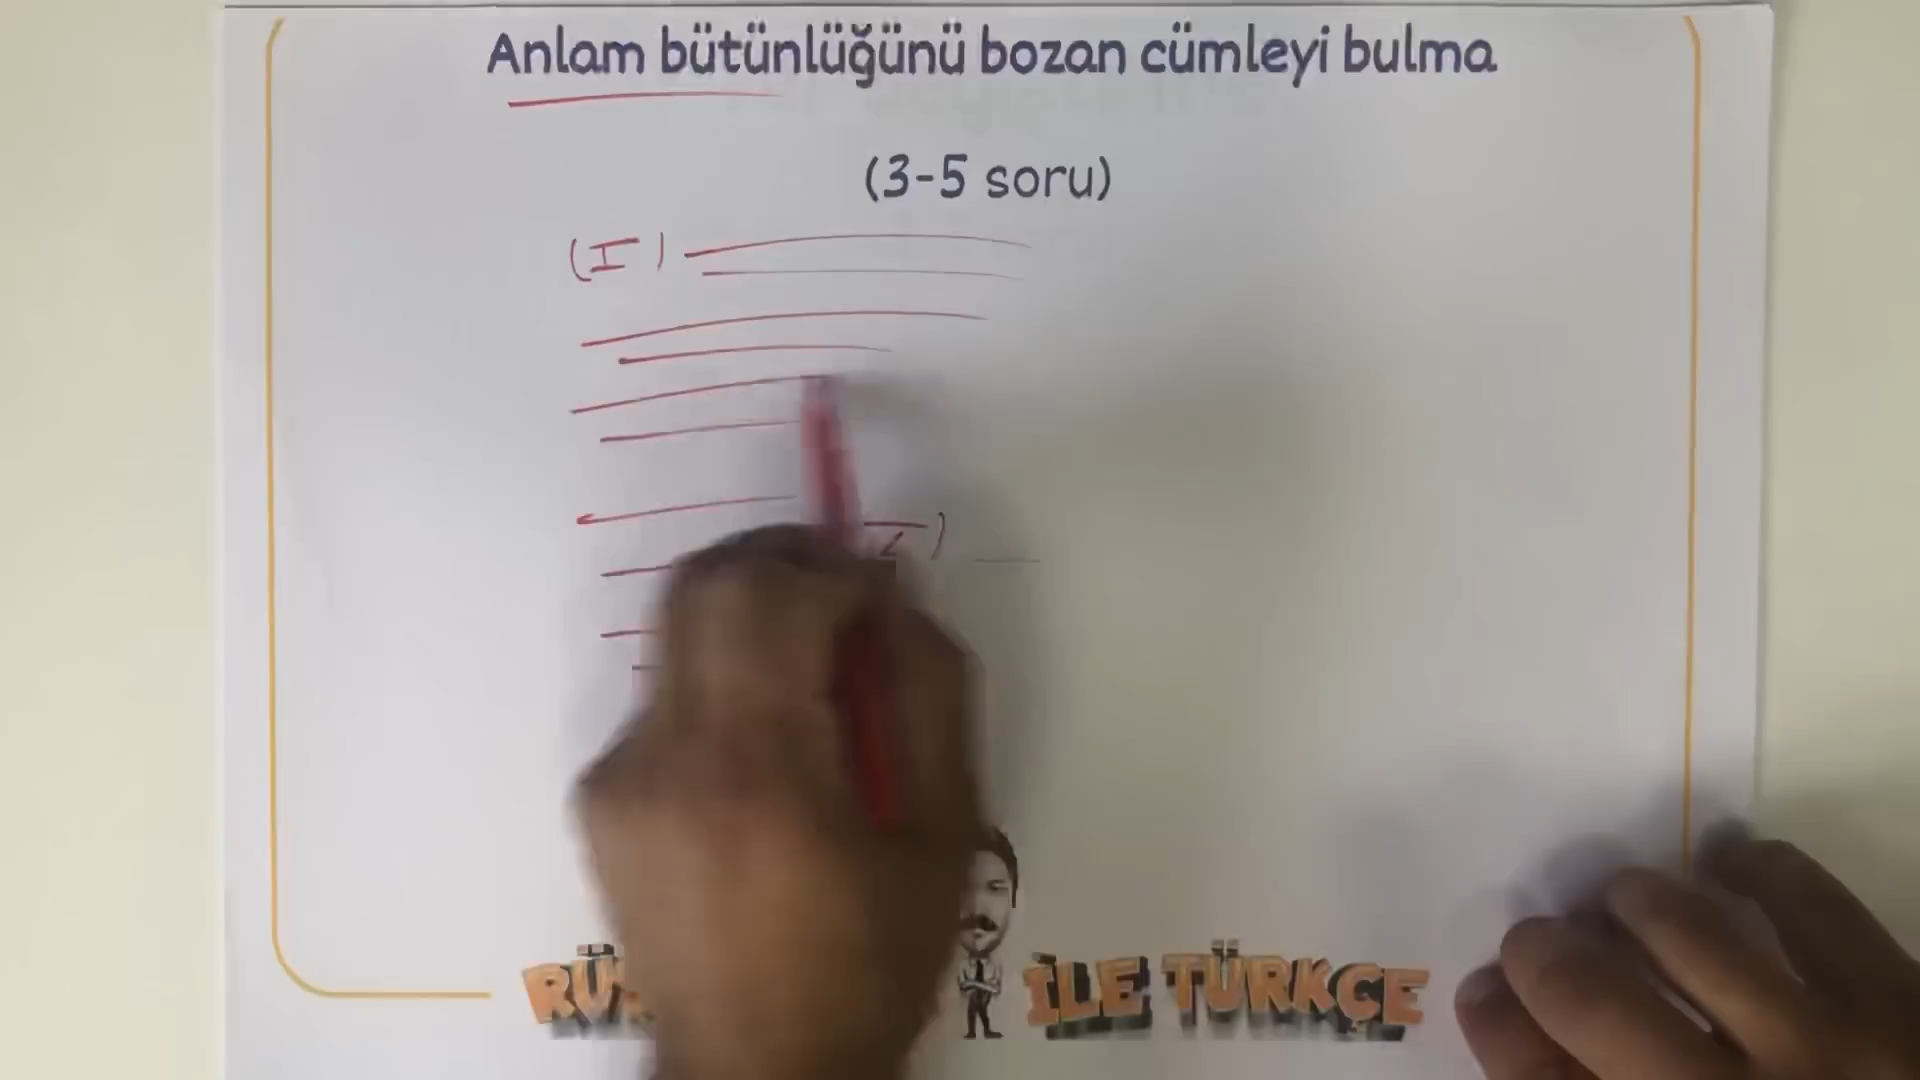 Anlam bütünlüğünü bozan cümleyi bulma
(3-5 soru)
(I)
İLE TÜRKÇE